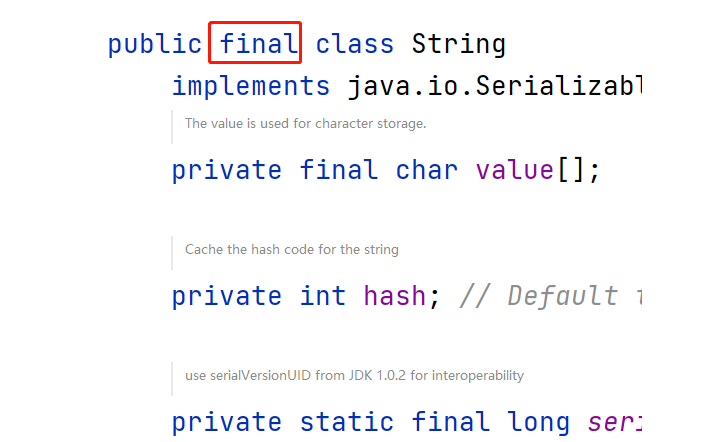 public final class String
implements java.io.Serializabl
The value is used for character storage.
private final char value[];
Cache the hash code for the string
private int hash; // Default
use serialVersionUID from JDK 1.0.2 for interoperability
private static final long seri